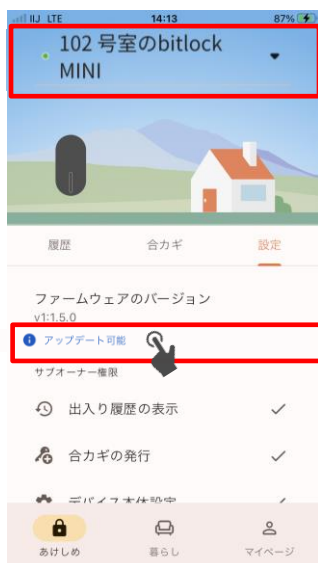 IIJ LTE 14:13 87%
102 号室のbitlock
MINI
履歴 合カギ 設定
ファームウェアのバージョン
v1:1.5.0
アップデート可能
サブオーナー権限
出入り履歴の表示
合カギの発行
デバイス本体設定
あけしめ 暮らし マイページ